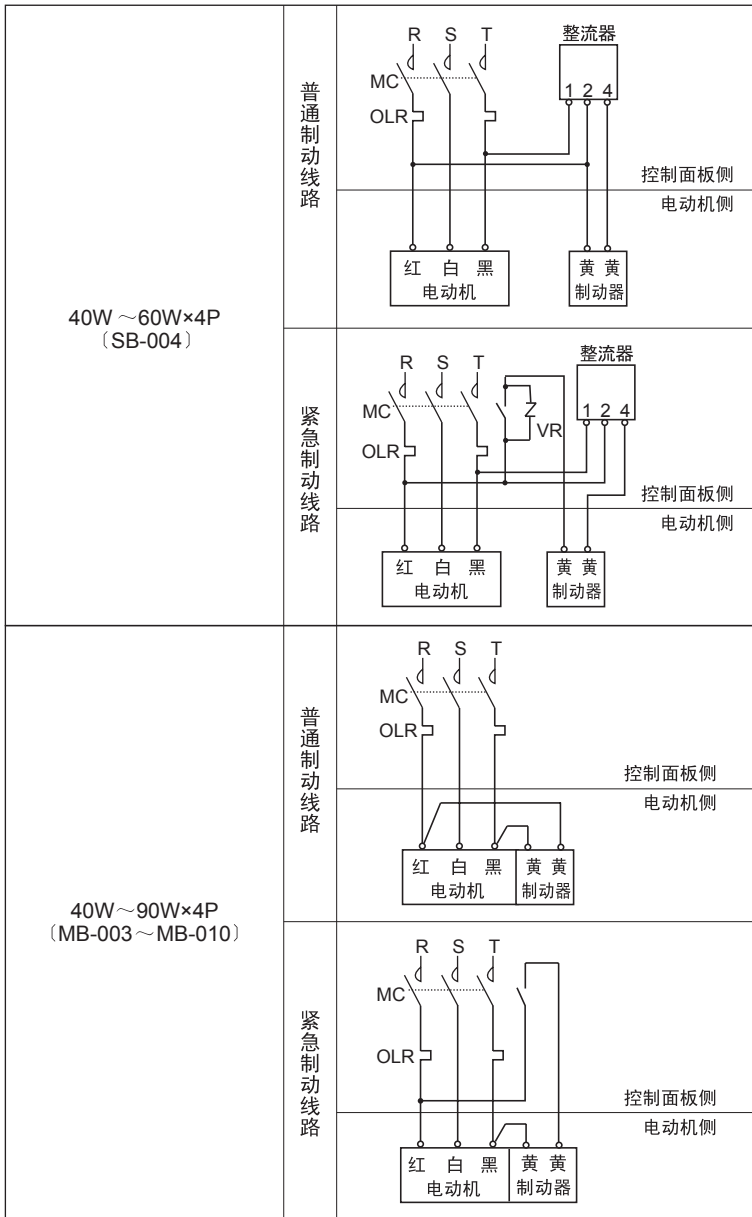 40W～60W×4P
〔SB-004〕
普通制动线路
R S T
整流器
MC
1 2 4
OLR
控制面板侧
电动机侧
红 白 黑
电动机
黄 黄
制动器
紧急制动线路
R S T
整流器
MC
1 2 4
VR
OLR
控制面板侧
电动机侧
红 白 黑
电动机
黄 黄
制动器
40W～90W×4P
〔MB-003～MB-010〕
普通制动线路
R S T
MC
OLR
控制面板侧
电动机侧
红 白 黑
电动机
黄 黄
制动器
紧急制动线路
R S T
MC
OLR
控制面板侧
电动机侧
红 白 黑
电动机
黄 黄
制动器